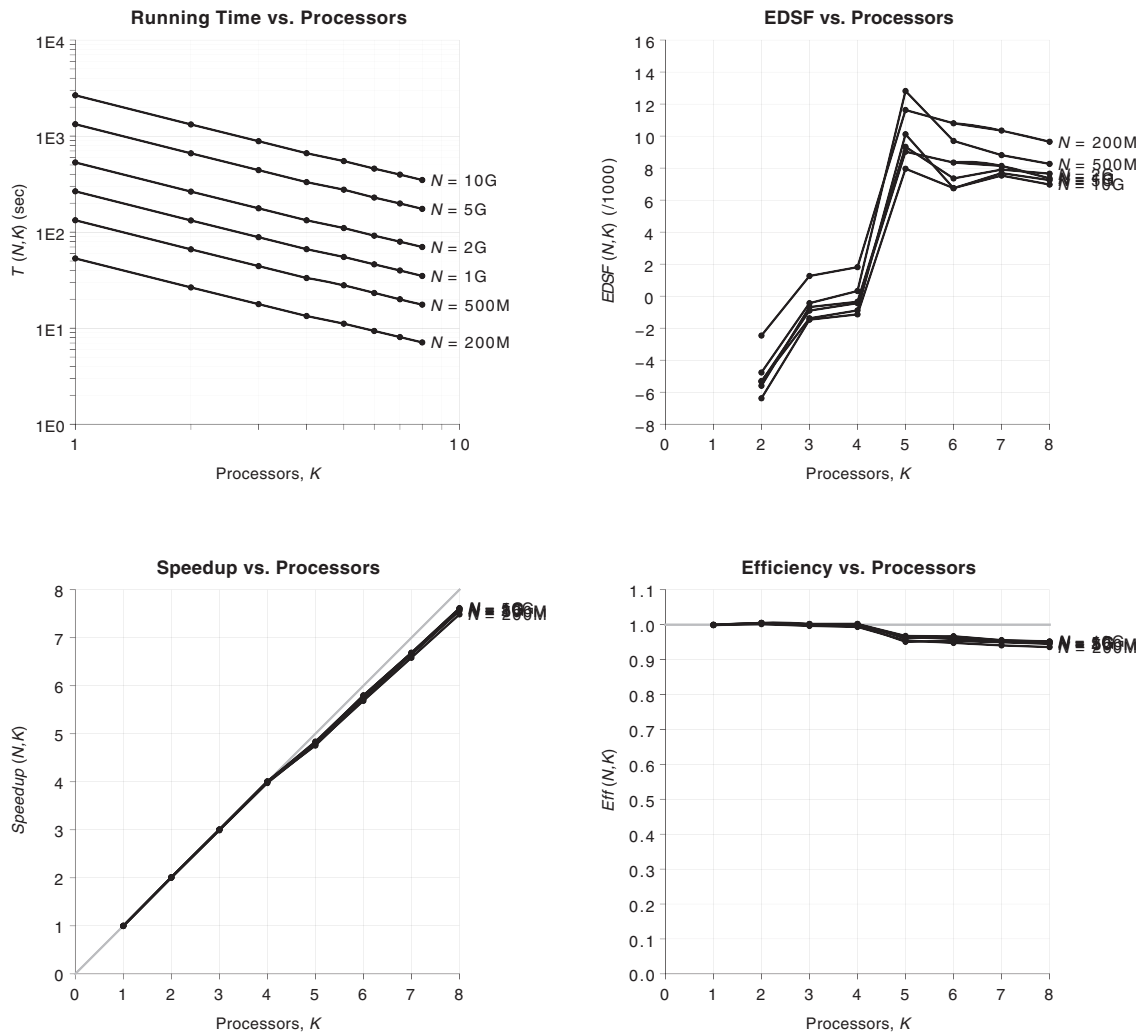 Running Time vs. Processors
1E4
1E3
1E2
1E1
1E0
T (N,K) (sec)
N = 10G
N = 5G
N = 2G
N = 1G
N = 500M
N = 200M
1 10
Processors, K
EDSF vs. Processors
16
14
12
10
8
6
4
2
0
−2
−4
−6
−8
EDSF (N,K) (/1000)
N = 200M
N = 500M
N = 10G
0 1 2 3 4 5 6 7 8
Processors, K
Speedup vs. Processors
8
7
6
5
4
3
2
1
0
Speedup (N,K)
N = 200M
0 1 2 3 4 5 6 7 8
Processors, K
Efficiency vs. Processors
1.1
1.0
0.9
0.8
0.7
0.6
0.5
0.4
0.3
0.2
0.1
0.0
Eff (N,K)
N = 200M
0 1 2 3 4 5 6 7 8
Processors, K